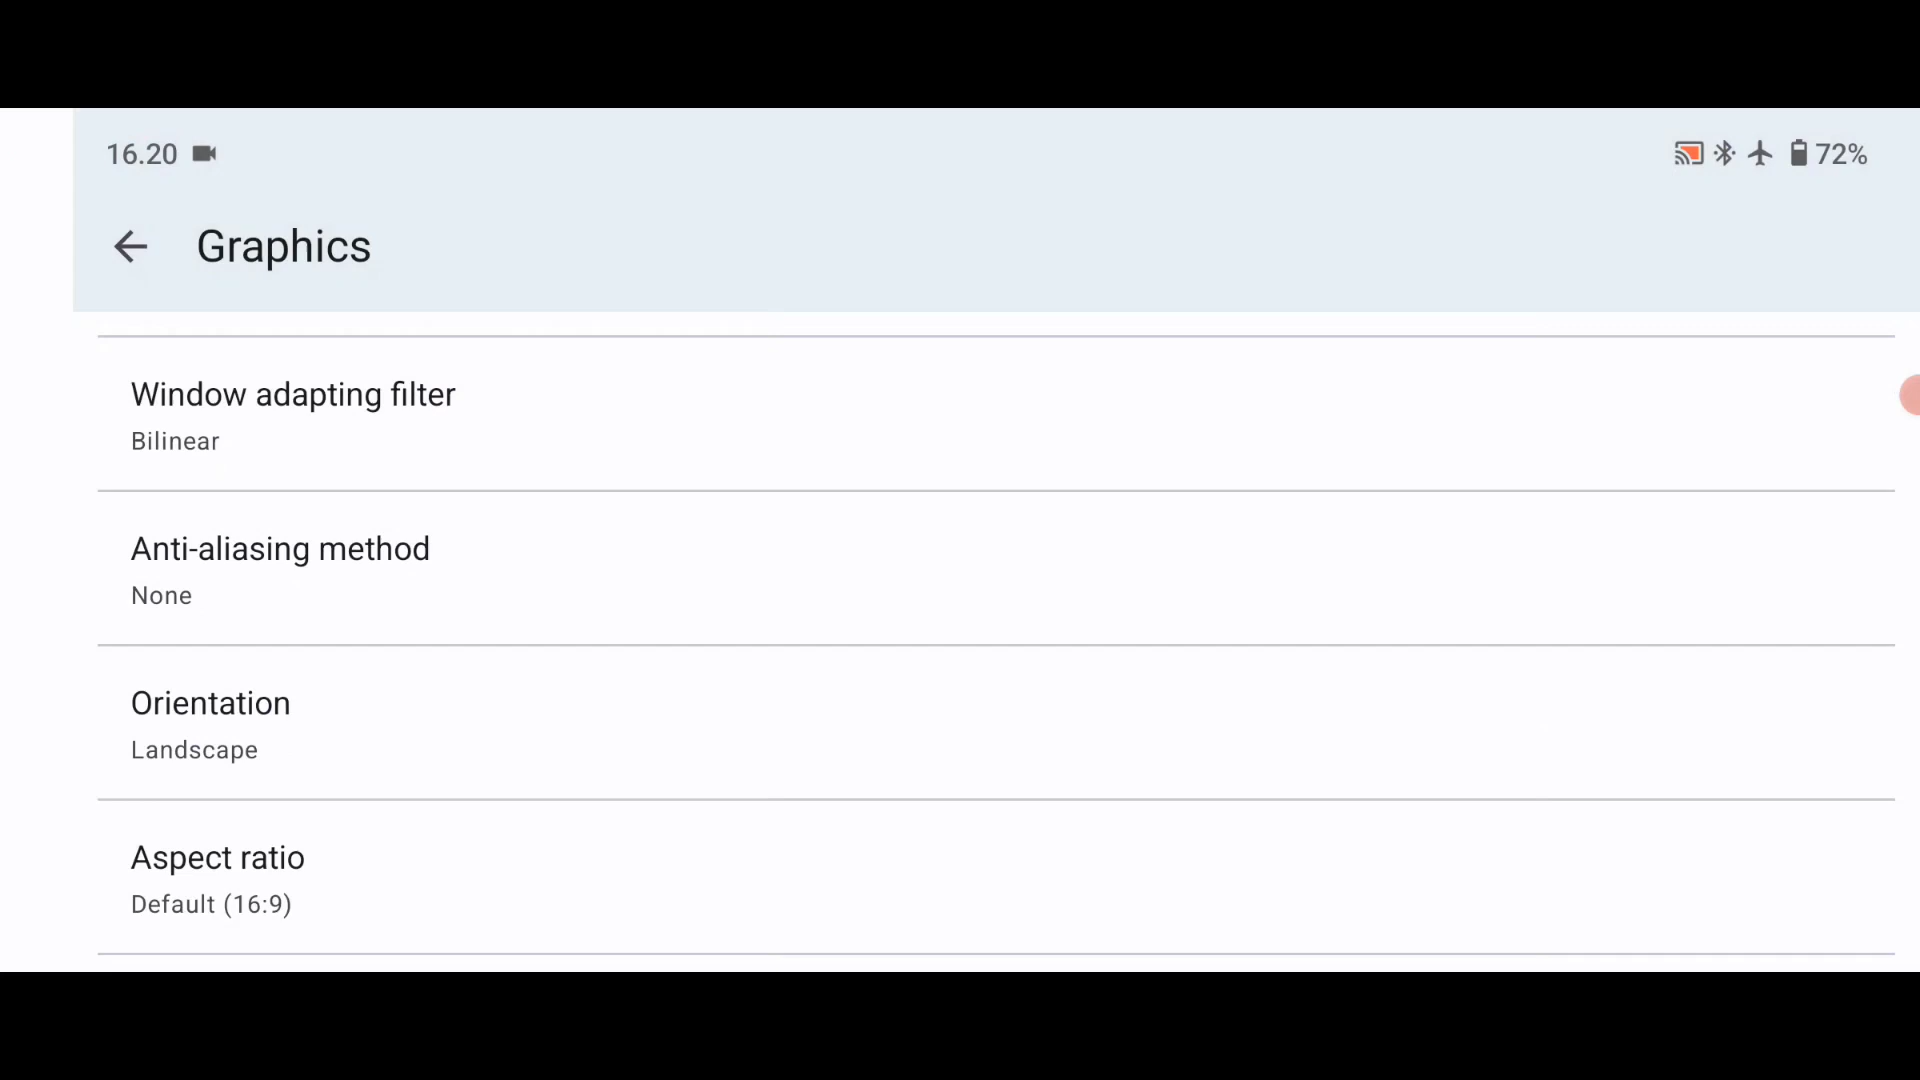 16.20
72%
Graphics
Window adapting filter
Bilinear
Anti-aliasing method
None
Orientation
Landscape
Aspect ratio
Default (16:9)